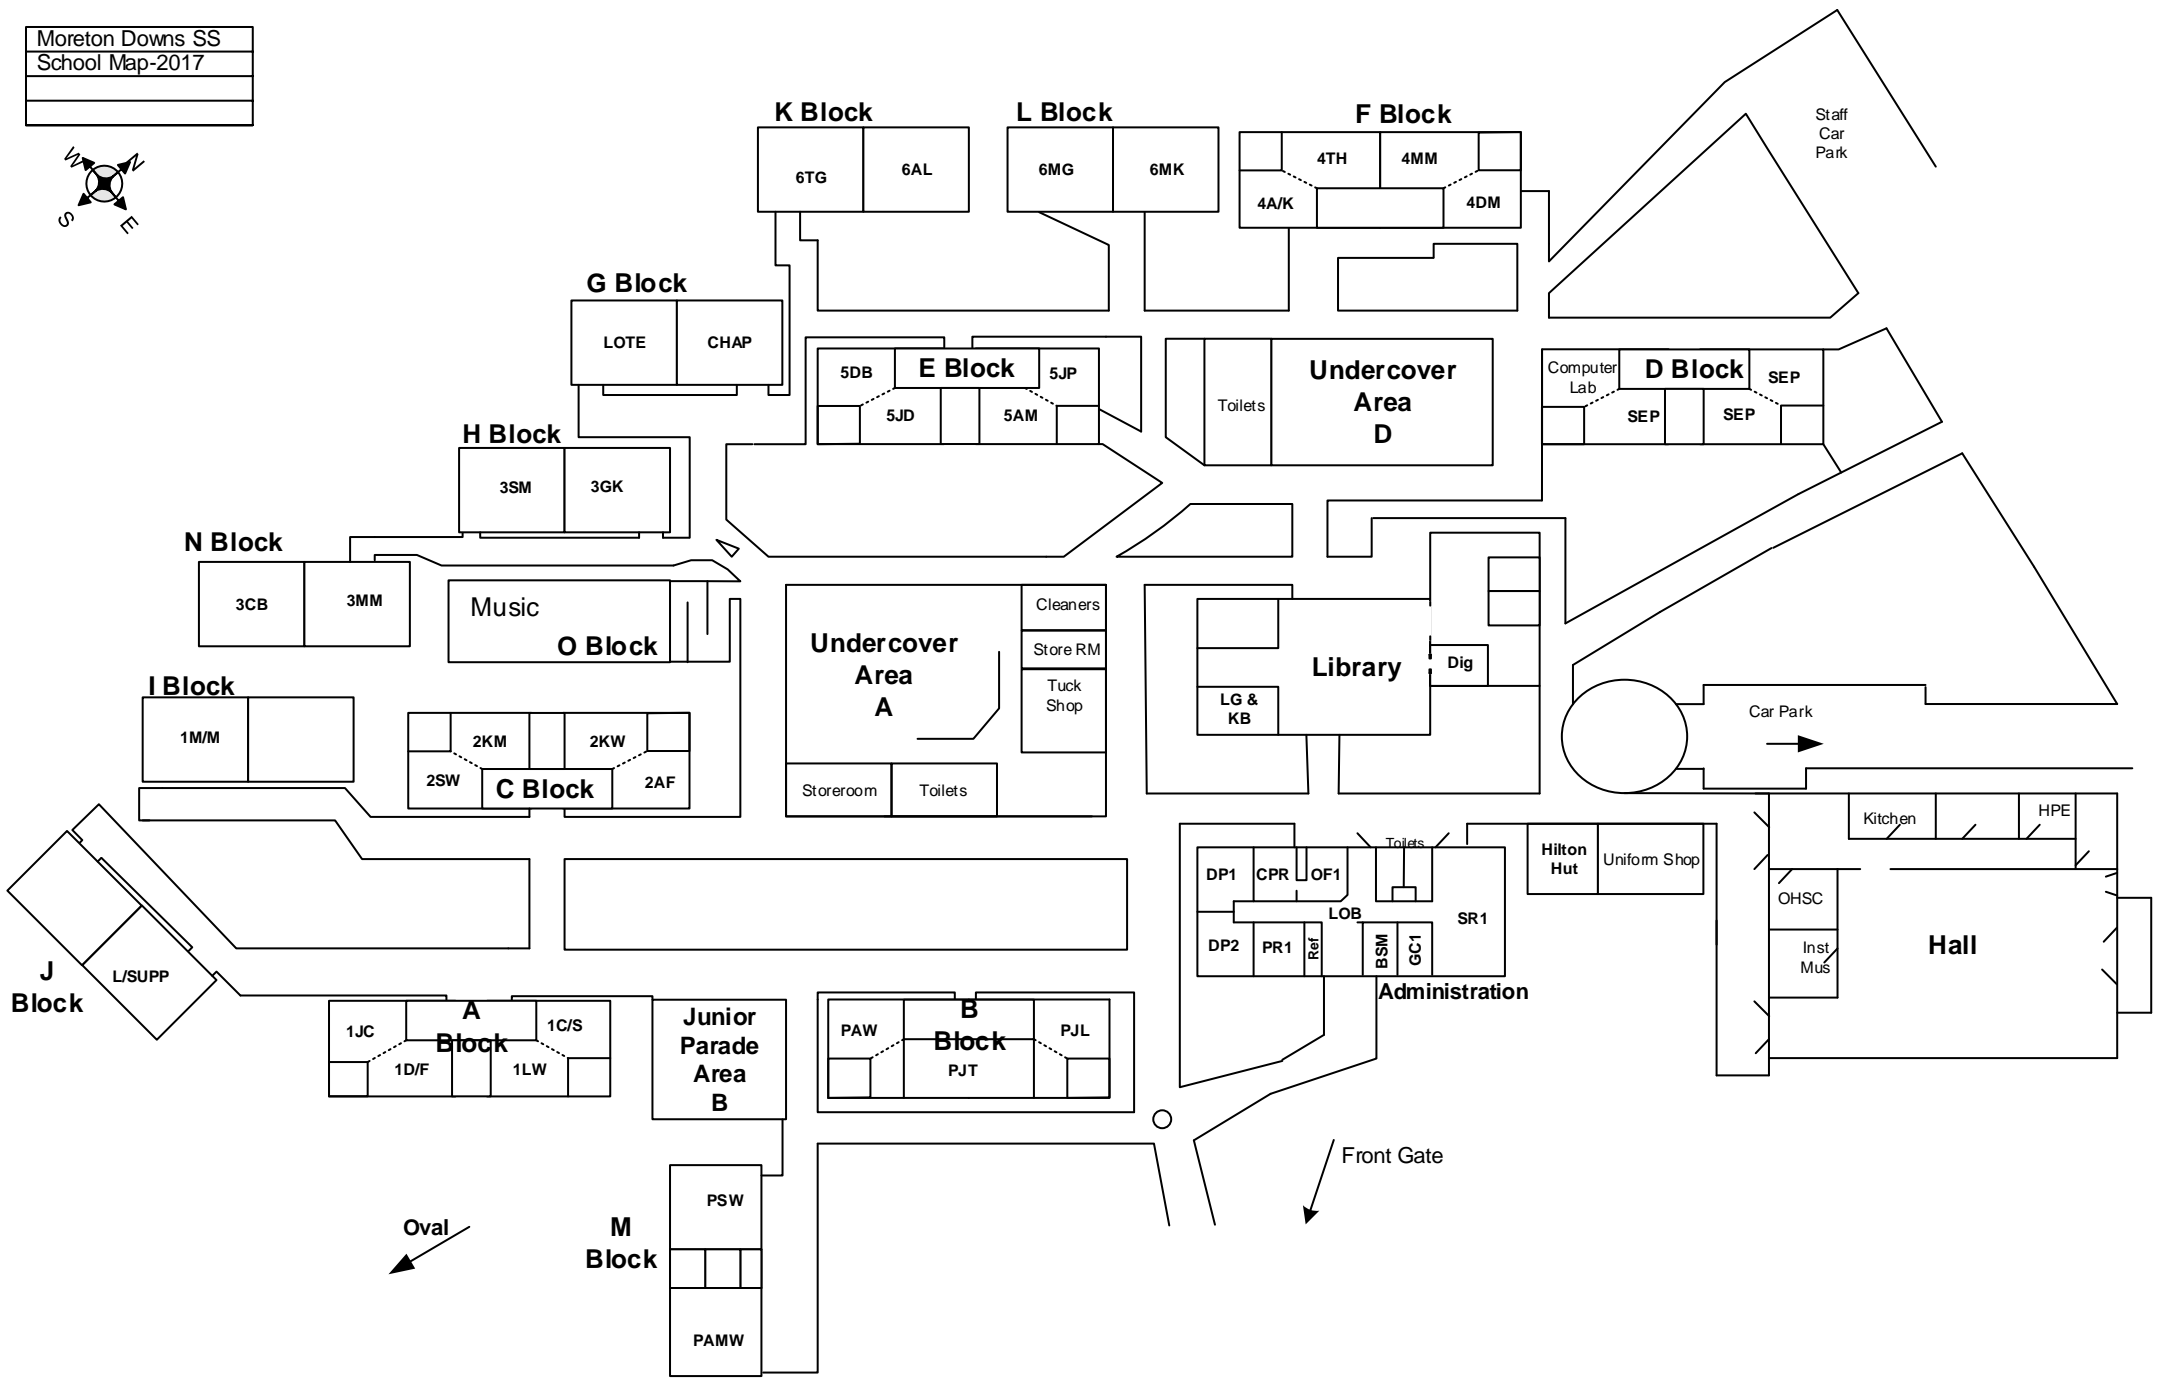 Moreton Downs SS
School Map-2017
W
N
S
E
K Block
6TG
6AL
L Block
6MG
6MK
F Block
4TH
4MM
4A/K
4DM
Staff
Car
Park
G Block
LOTE
CHAP
E Block
5DB
5JP
5JD
5AM
Toilets
Undercover
Area
D
D Block
Computer
Lab
SEP
SEP
SEP
H Block
3SM
3GK
N Block
3CB
3MM
Music
O Block
Undercover
Area
A
Cleaners
Store RM
Tuck
Shop
Storeroom
Toilets
Library
Dig
LG &
KB
Car Park
I Block
1M/M
2KM
2KW
2SW
C Block
2AF
J
Block
L/SUPP
DP1
CPR
OF1
Toilets
LOB
SR1
DP2
PR1
Ref
BSM
GC1
Administration
Hilton
Hut
Uniform Shop
Kitchen
HPE
OHSC
Inst
Mus
Hall
1JC
A
Block
1C/S
1D/F
1LW
Junior
Parade
Area
B
PAW
B
Block
PJL
PJT
Front Gate
Oval
M
Block
PSW
PAMW